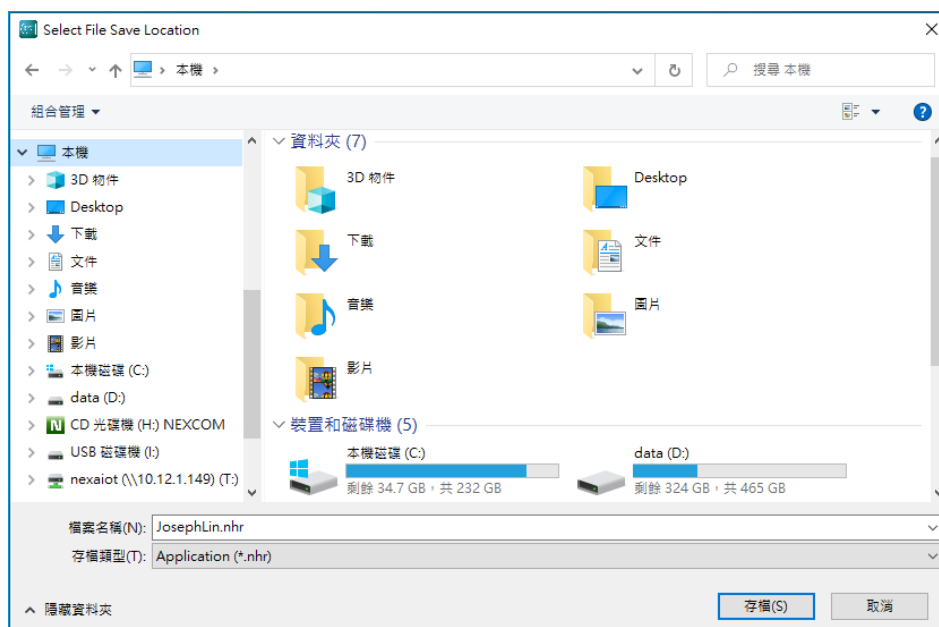 Select File Save Location
本機
搜尋 本機
組合管理
本機
3D 物件
Desktop
下載
文件
音樂
圖片
影片
本機磁碟 (C:)
data (D:)
CD 光碟機 (H:) NEXCOM
USB 磁碟機 (I:)
nexaiot (\\10.12.1.149) (T:)
資料夾 (7)
3D 物件
Desktop
下載
文件
音樂
圖片
影片
裝置和磁碟機 (5)
本機磁碟 (C:)
剩餘 34.7 GB，共 232 GB
data (D:)
剩餘 324 GB，共 465 GB
檔案名稱(N): JosephLin.nhr
存檔類型(T): Application (*.nhr)
隱藏資料夾
存檔(S)
取消